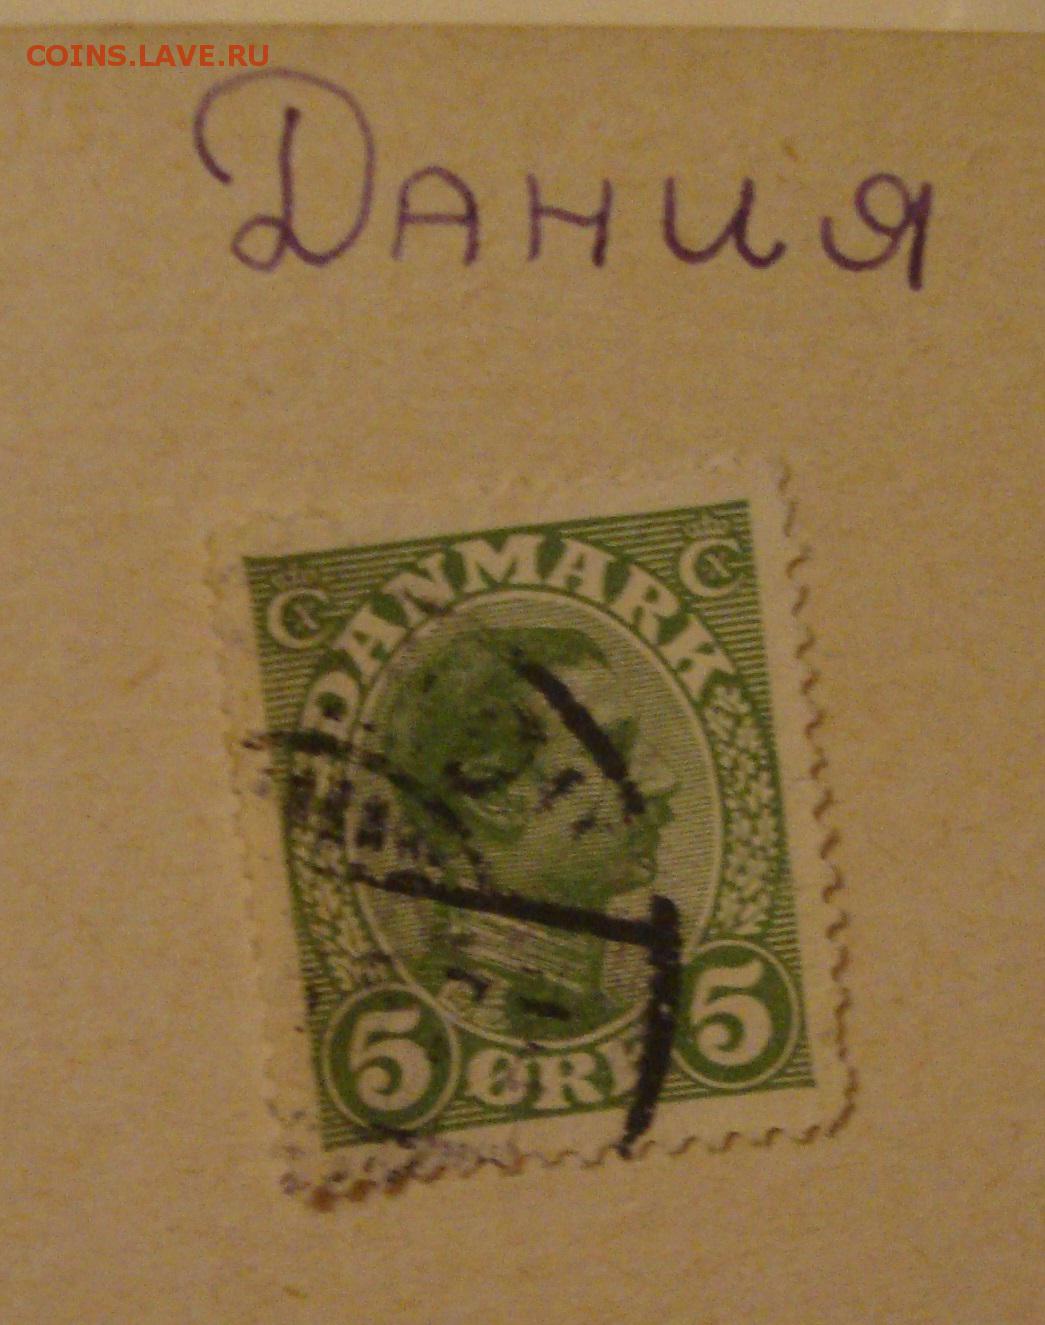 COINS.LAVE.RU
Дания
DANMARK
5 ØRE 5